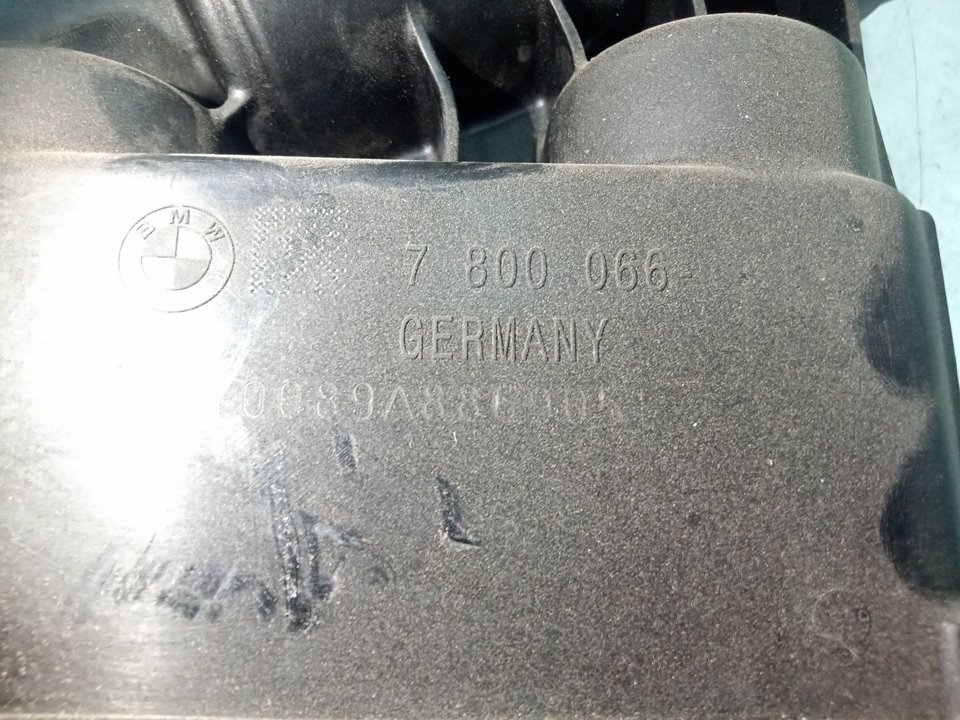 BMW
7 800 066-
GERMANY